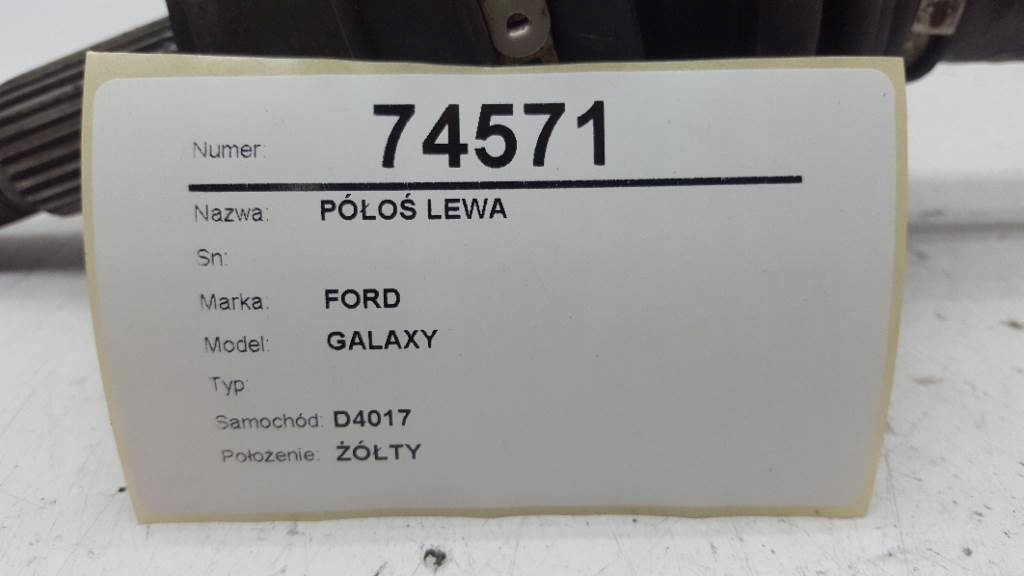 Numer: 74571
Nazwa: PÓŁOŚ LEWA
Sn:
Marka: FORD
Model: GALAXY
Typ:
Samochód: D4017
Położenie: ŻÓŁTY